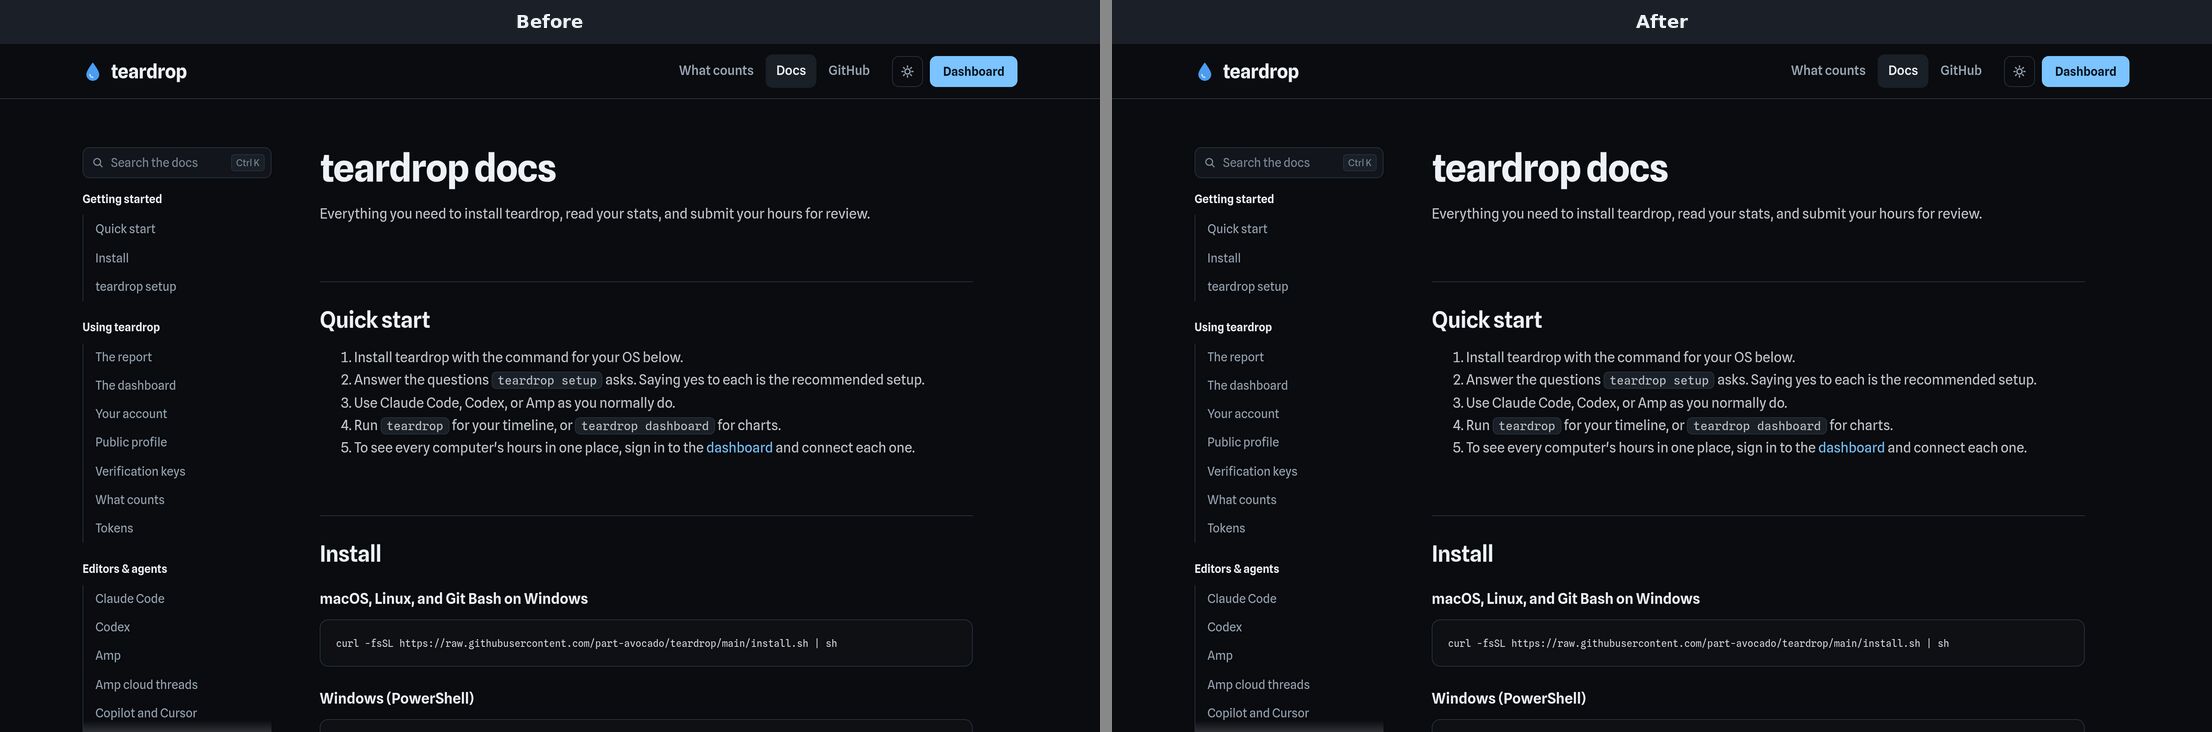 Before
teardrop
What counts
Docs
GitHub
Dashboard
Search the docs
Ctrl K
Getting started
Quick start
Install
teardrop setup
Using teardrop
The report
The dashboard
Your account
Public profile
Verification keys
What counts
Tokens
Editors & agents
Claude Code
Codex
Amp
Amp cloud threads
Copilot and Cursor
teardrop docs
Everything you need to install teardrop, read your stats, and submit your hours for review.
Quick start
1. Install teardrop with the command for your OS below.
2. Answer the questions teardrop setup asks. Saying yes to each is the recommended setup.
3. Use Claude Code, Codex, or Amp as you normally do.
4. Run teardrop for your timeline, or teardrop dashboard for charts.
5. To see every computer's hours in one place, sign in to the dashboard and connect each one.
Install
macOS, Linux, and Git Bash on Windows
curl -fsSL https://raw.githubusercontent.com/part-avocado/teardrop/main/install.sh | sh
Windows (PowerShell)
After
teardrop
What counts
Docs
GitHub
Dashboard
Search the docs
Ctrl K
Getting started
Quick start
Install
teardrop setup
Using teardrop
The report
The dashboard
Your account
Public profile
Verification keys
What counts
Tokens
Editors & agents
Claude Code
Codex
Amp
Amp cloud threads
Copilot and Cursor
teardrop docs
Everything you need to install teardrop, read your stats, and submit your hours for review.
Quick start
1. Install teardrop with the command for your OS below.
2. Answer the questions teardrop setup asks. Saying yes to each is the recommended setup.
3. Use Claude Code, Codex, or Amp as you normally do.
4. Run teardrop for your timeline, or teardrop dashboard for charts.
5. To see every computer's hours in one place, sign in to the dashboard and connect each one.
Install
macOS, Linux, and Git Bash on Windows
curl -fsSL https://raw.githubusercontent.com/part-avocado/teardrop/main/install.sh | sh
Windows (PowerShell)